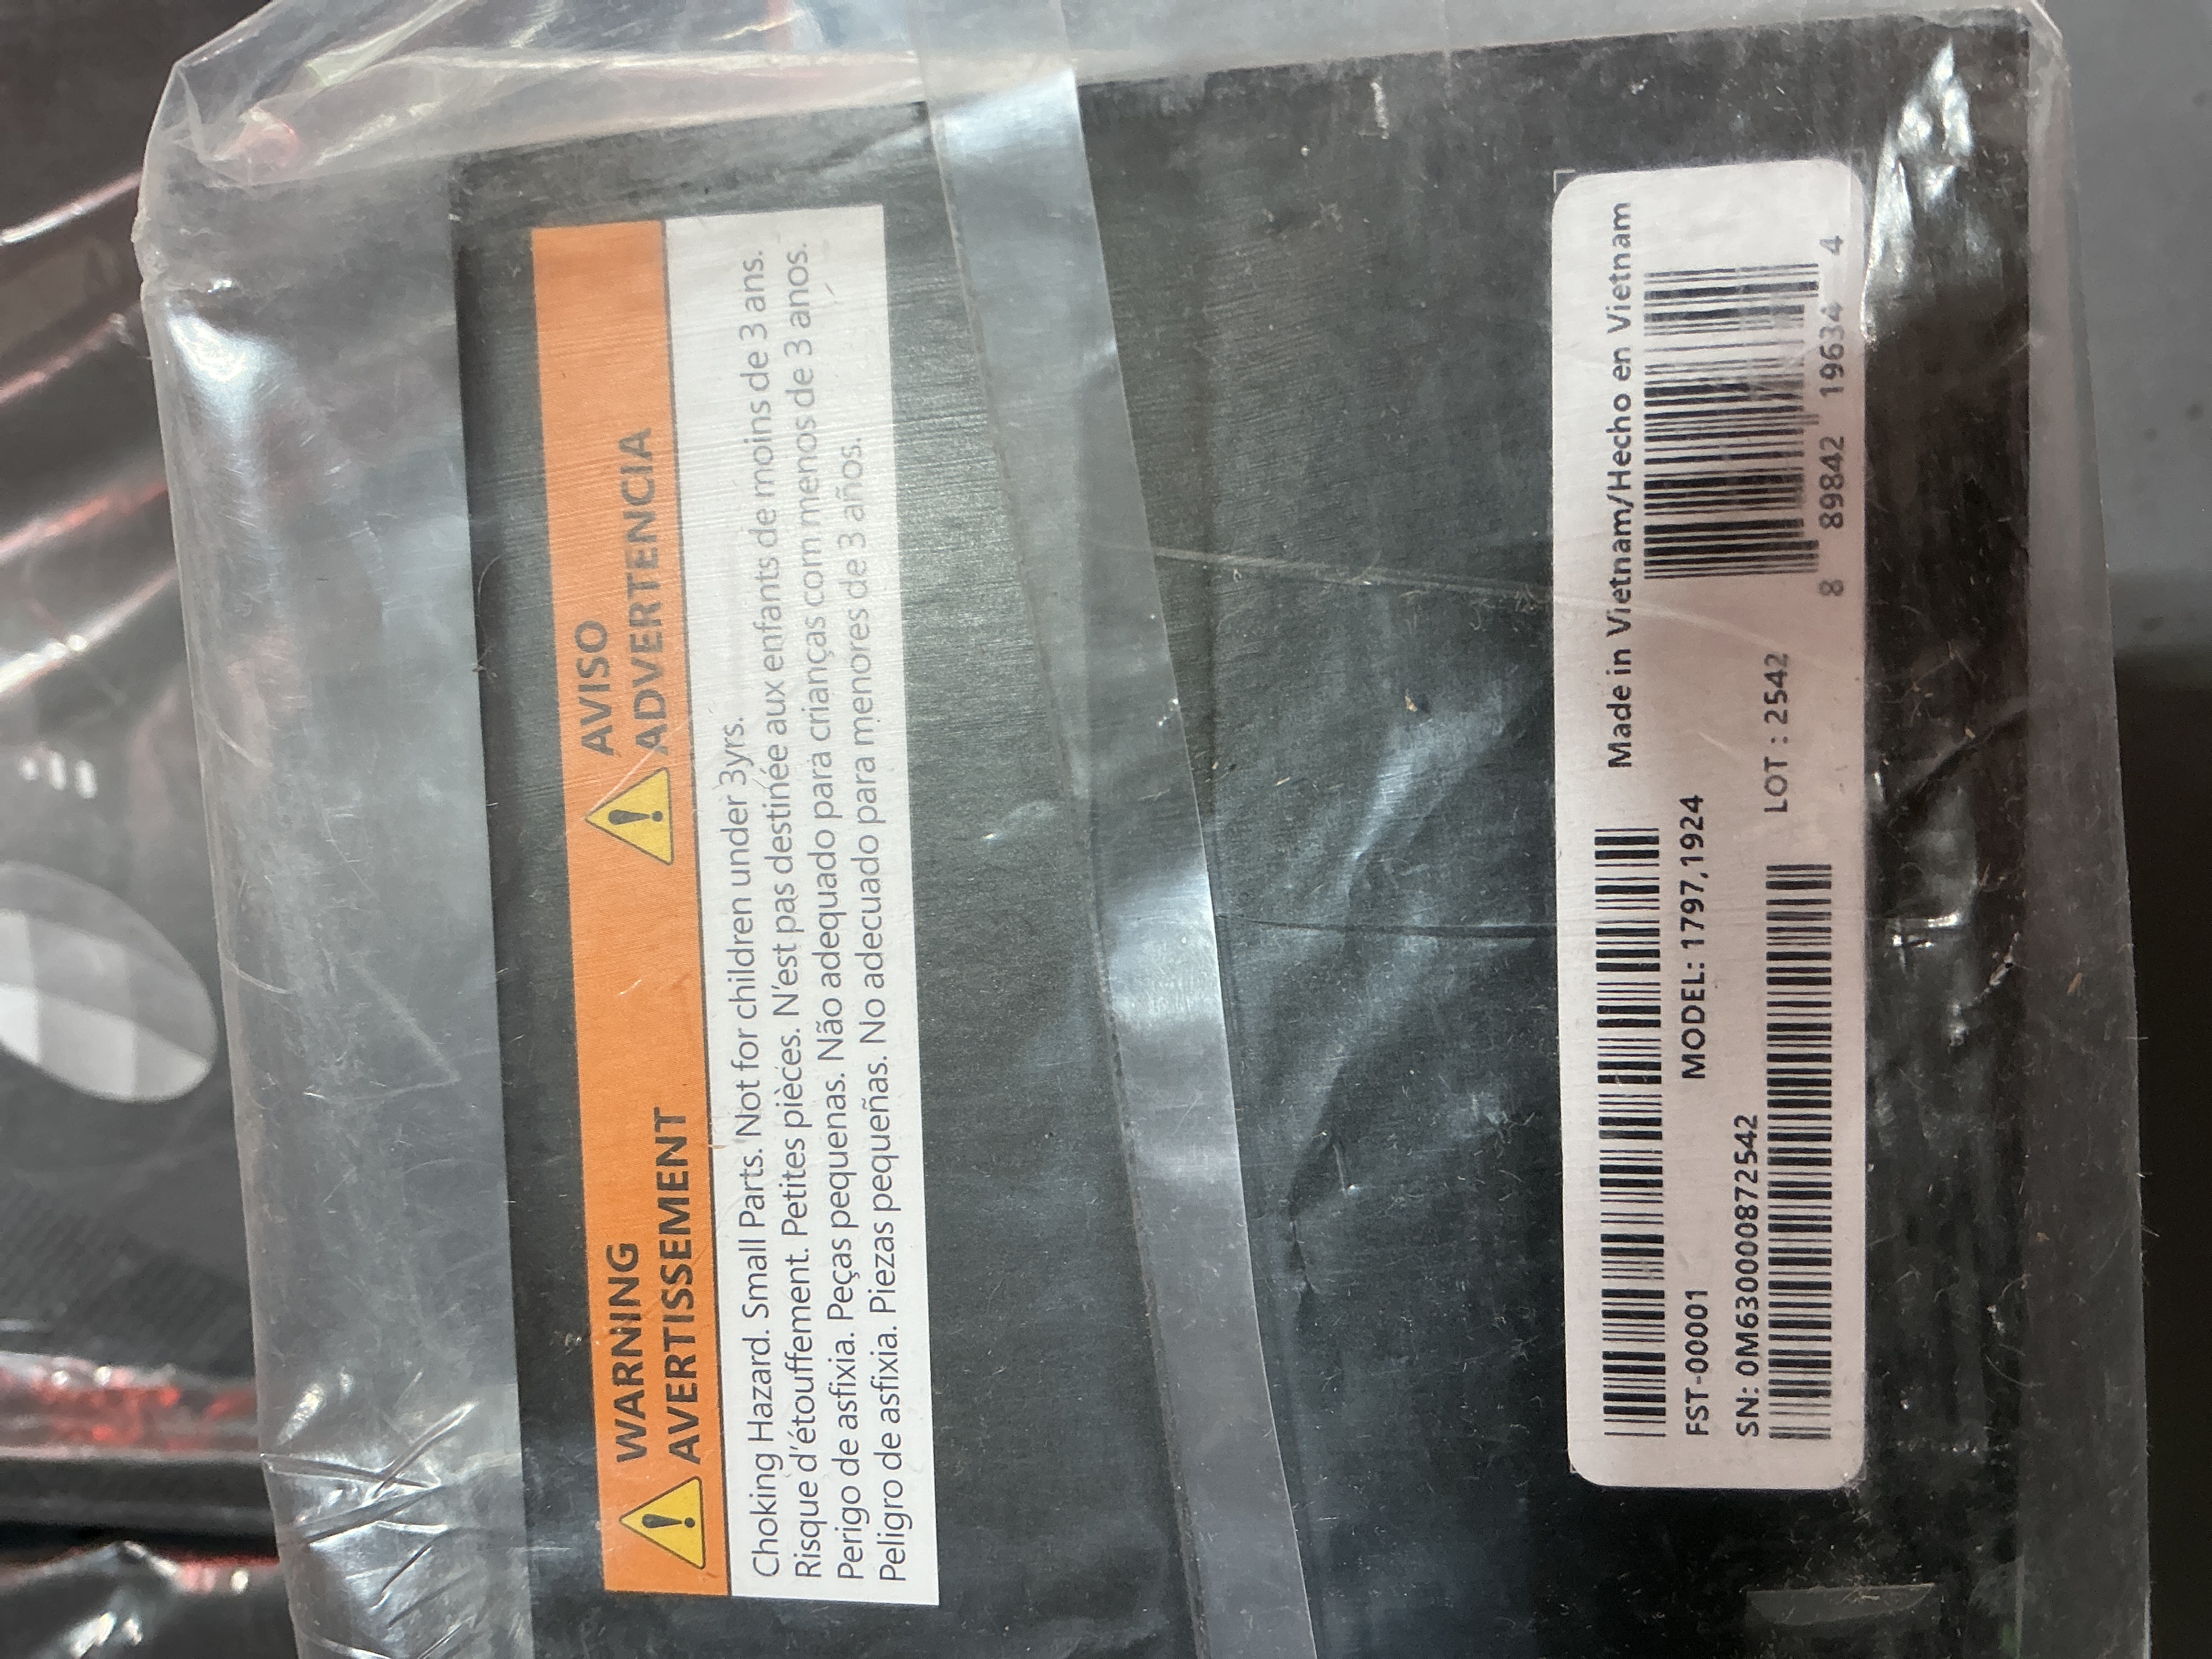 WARNING
AVERTISSEMENT
AVISO
ADVERTENCIA
Choking Hazard. Small Parts. Not for children under 3yrs.
Risque d'étouffement. Petites pièces. N'est pas destinée aux enfants de moins de 3 ans.
Perigo de asfixia. Peças pequenas. Não adequado para crianças com menos de 3 anos.
Peligro de asfixia. Piezas pequeñas. No adecuado para menores de 3 años.
Made in Vietnam/Hecho en Vietnam
FST-00001
MODEL: 1797,1924
SN: 0M630000872542
LOT : 2542
8 89842 19634 4